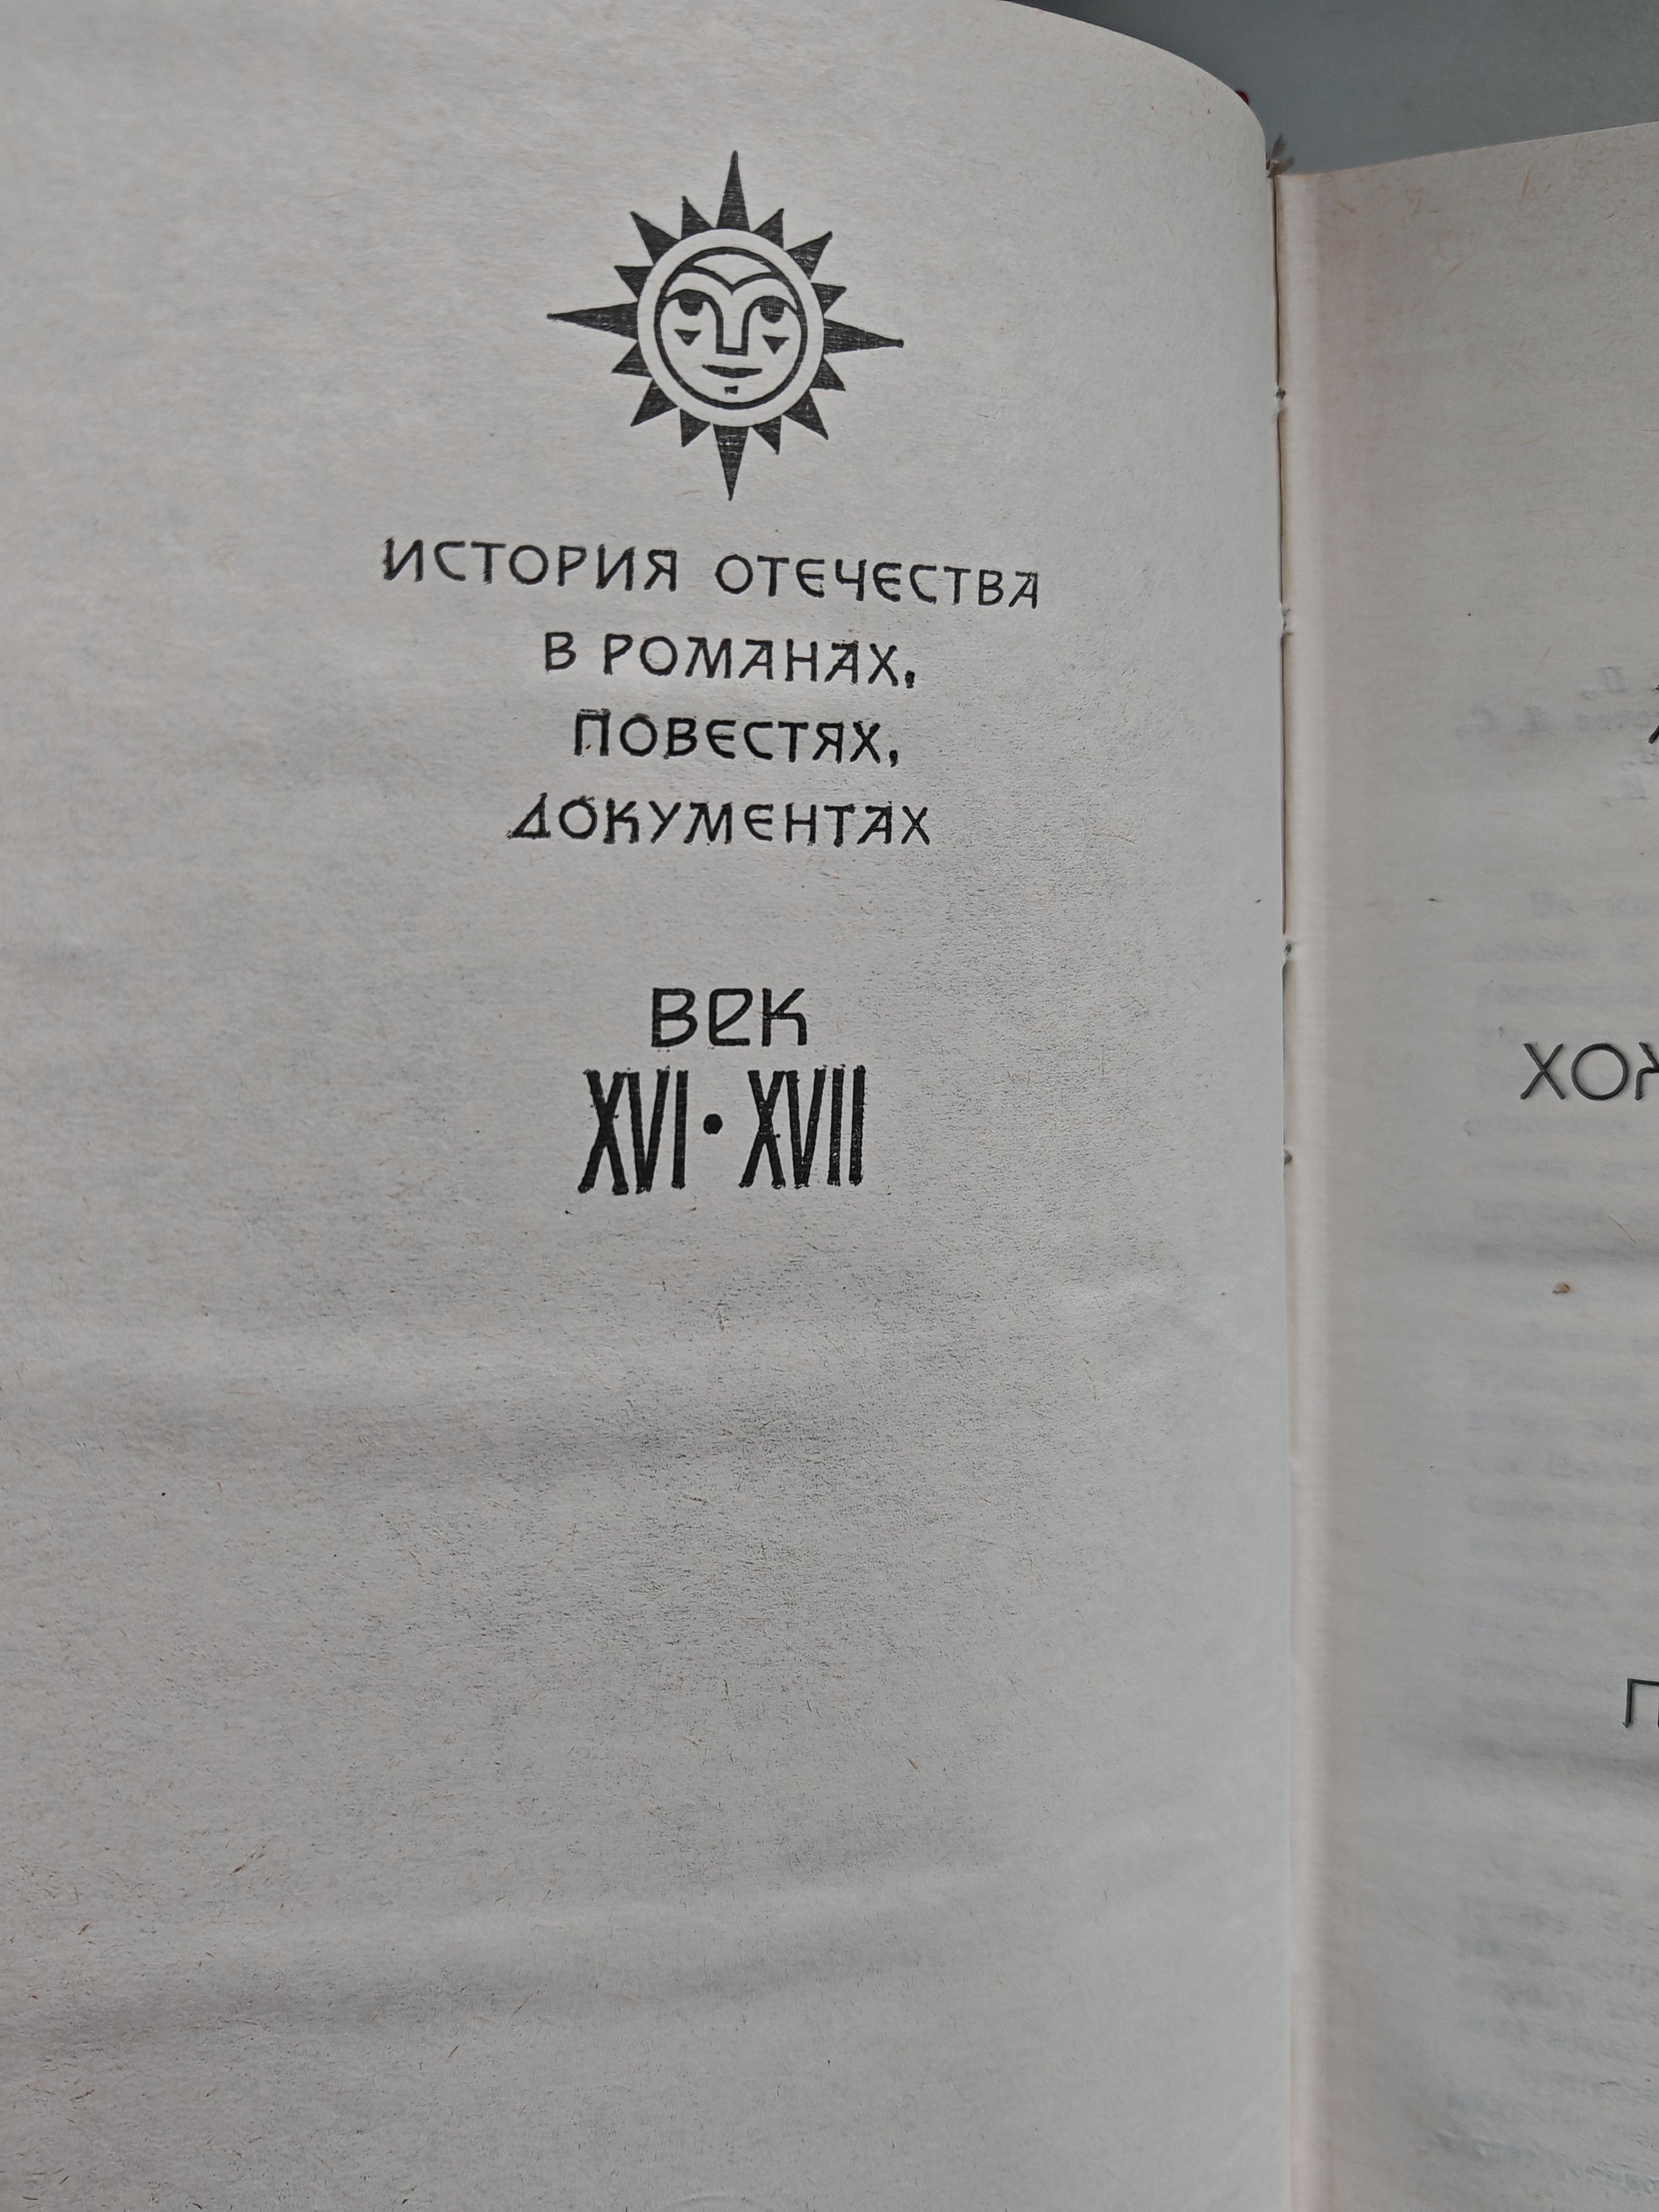 ИСТОРИЯ ОТЕЧЕСТВА
В РОМАНАХ,
ПОВЕСТЯХ,
ДОКУМЕНТАХ
ВЕК
XVI • XVII